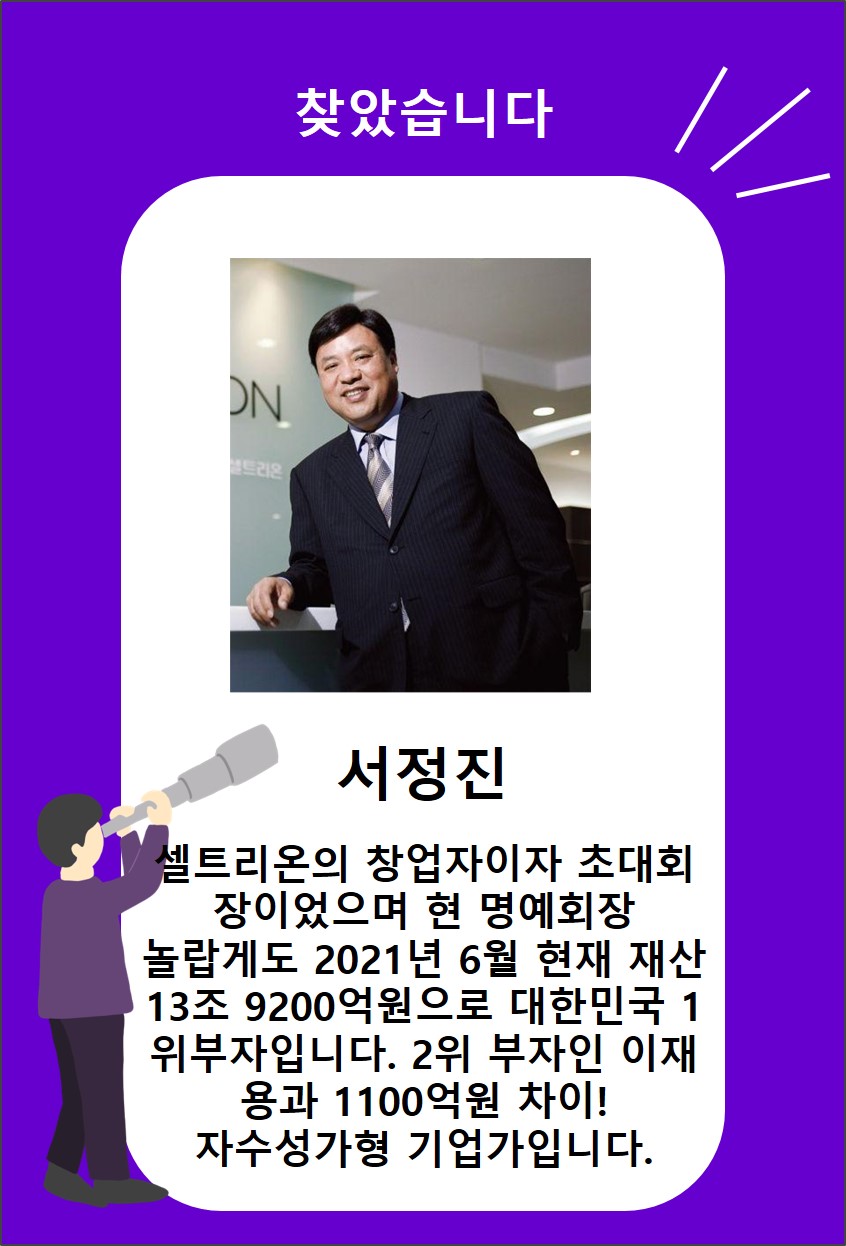 찾았습니다
ON
셀트리온
서정진
셀트리온의 창업자이자 초대회
장이었으며 현 명예회장
놀랍게도 2021년 6월 현재 재산
13조 9200억원으로 대한민국 1
위부자입니다. 2위 부자인 이재
용과 1100억원 차이!
자수성가형 기업가입니다.